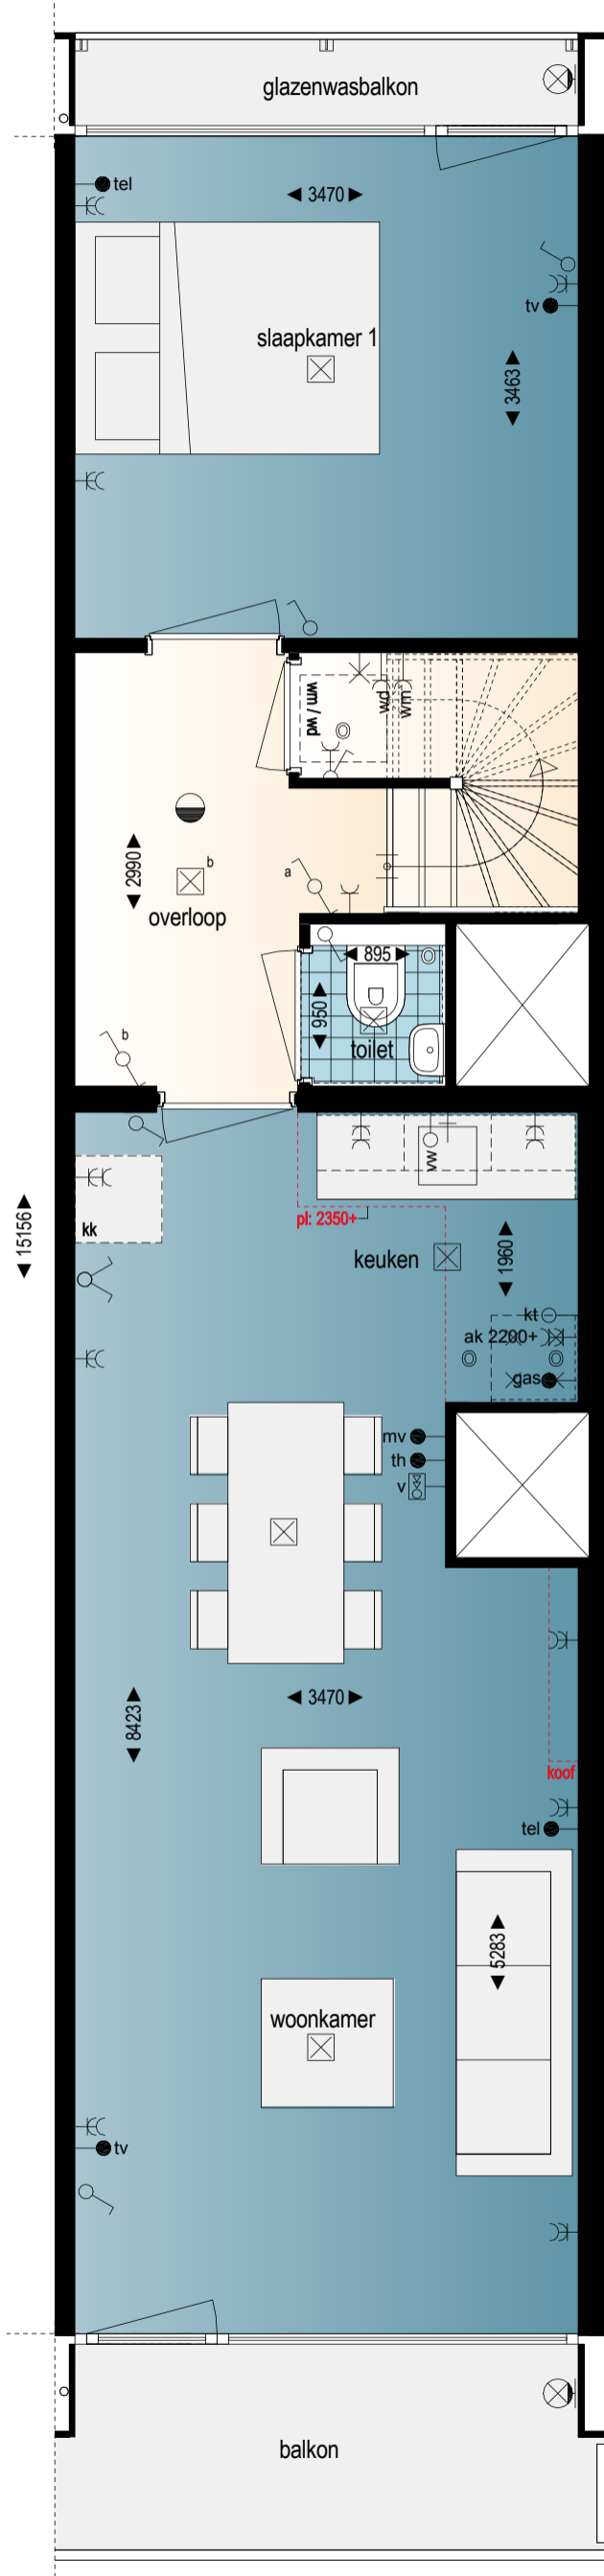 glazenwasbalkon
tel
3470
tv
slaapkamer 1
3463
wm / wd
wd
wm
2990
b
a
overloop
895
950
toilet
b
vw
15156
kk
pl: 2350+
keuken
1960
kt
ak 2200+
gas
mv
th
v
8423
3470
koof
tel
5283
woonkamer
tv
balkon